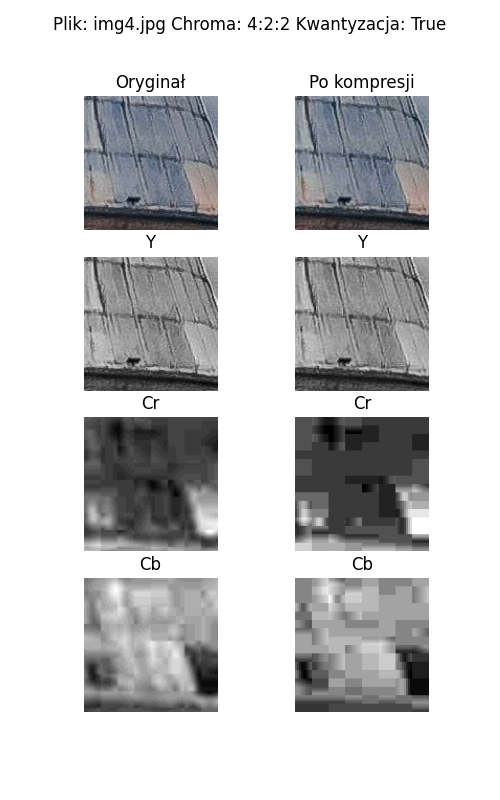 Plik: img4.jpg Chroma: 4:2:2 Kwantyzacja: True
Oryginał Po kompresji
Y Y
Cr Cr
Cb Cb